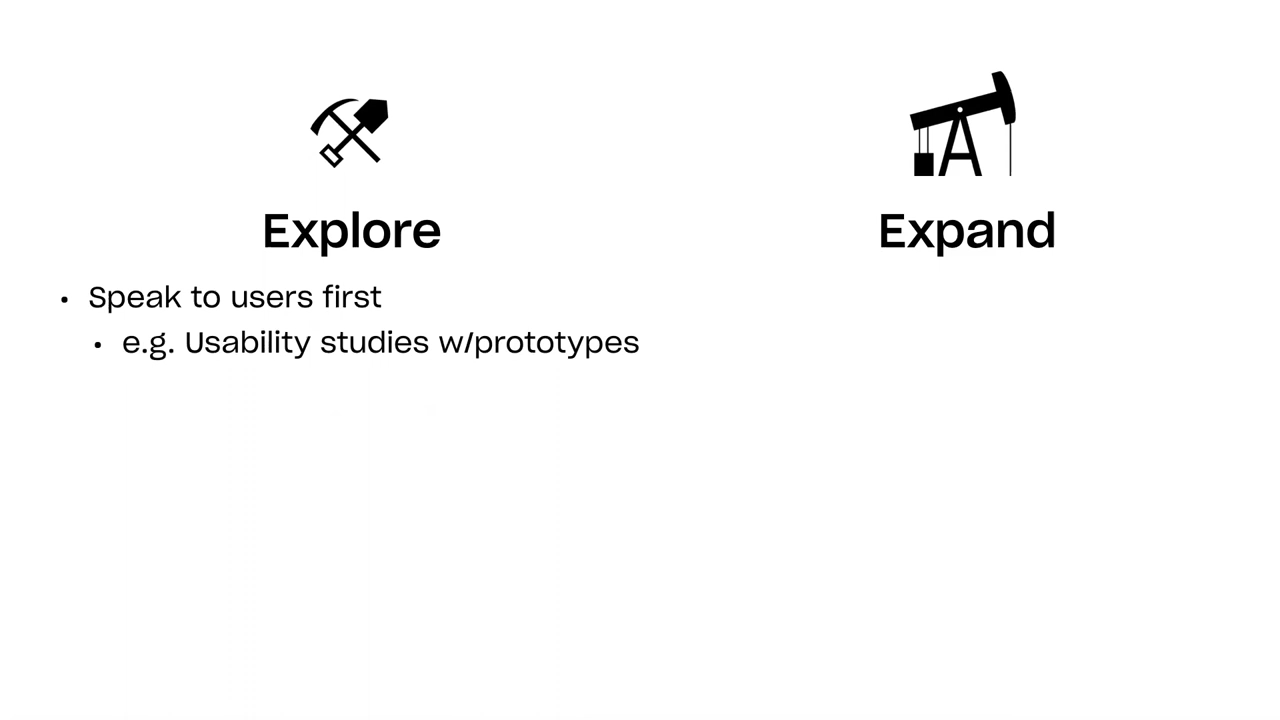 Explore
• Speak to users first
• e.g. Usability studies w/prototypes
Expand